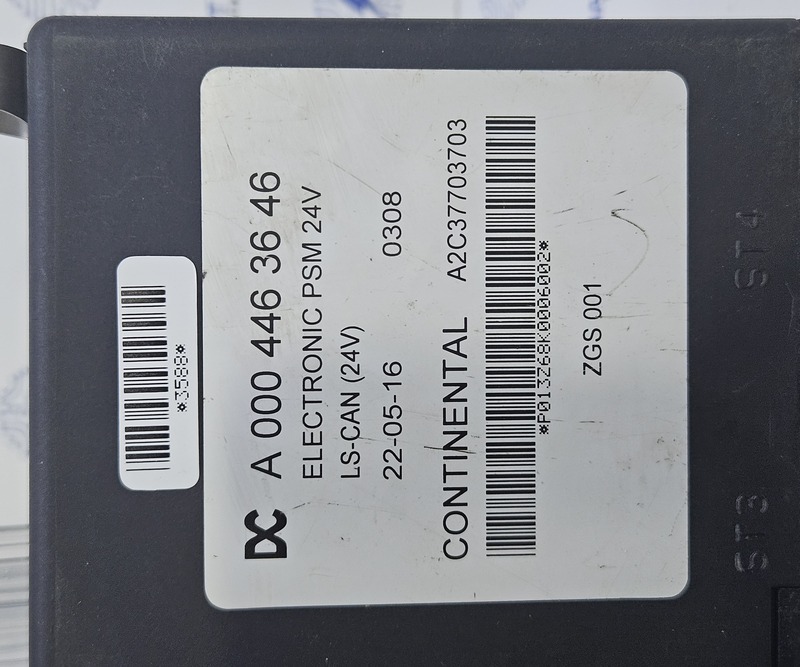 *3588*
DC A 000 446 36 46
ELECTRONIC PSM 24V
LS-CAN (24V)
22-05-16 0308
CONTINENTAL A2C37703703
*P013Z68K0006002*
ZGS 001
ST3 ST4